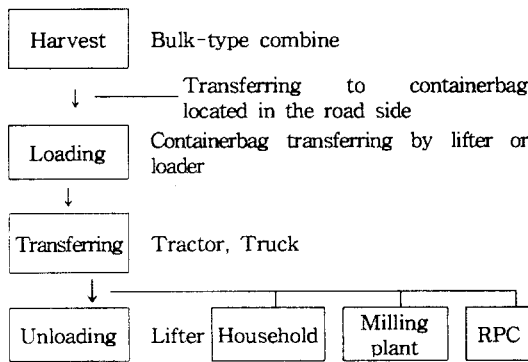 Harvest Bulk-type combine
Transferring to containerbag
located in the road side
Loading Containerbag transferring by lifter or
loader
Transferring Tractor, Truck
Unloading Lifter Household Milling plant RPC